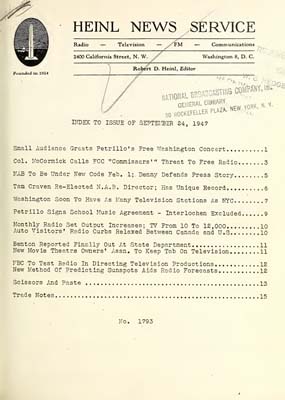 HEINL NEWS SERVICE
Radio — Television — FM — Communications
2400 California Street, N. W. Washington 8, D. C.
Robert D. Heinl, Editor
Founded in 1924
NATIONAL BROADCASTING COMPANY, INC.
GENERAL LIBRARY
30 ROCKEFELLER PLAZA, NEW YORK, N. Y.
INDEX TO ISSUE OF SEPTEMBER 24, 1947
Small Audience Greets Petrillo's Free Washington Concert..........1
Col. McCormick Calls FCC "Commissars'" Threat To Free Radio.......3
NAB To Be Under New Code Feb. 1; Denny Defends Press Story........5
Tam Craven Re-Elected N.A.B. Director; Has Unique Record..........6
Washington Soon To Have As Many Television Stations As NYC........7
Petrillo Signs School Music Agreement - Interlochen Excluded......9
Monthly Radio Set Output Increases; TV From 10 To 12,000.........10
Auto Visitors' Radio Curbs Relaxed Between Canada and U.S........10
Benton Reported Finally Out At State Department..................11
New Movie Theatre Owners' Assn. To Keep Tab On Television........11
FBC To Test Radio In Directing Television Productions............12
New Method Of Predicting Sunspots Aids Radio Forecasts...........12
Scissors And Paste ..............................................13
Trade Notes......................................................15
No. 1793